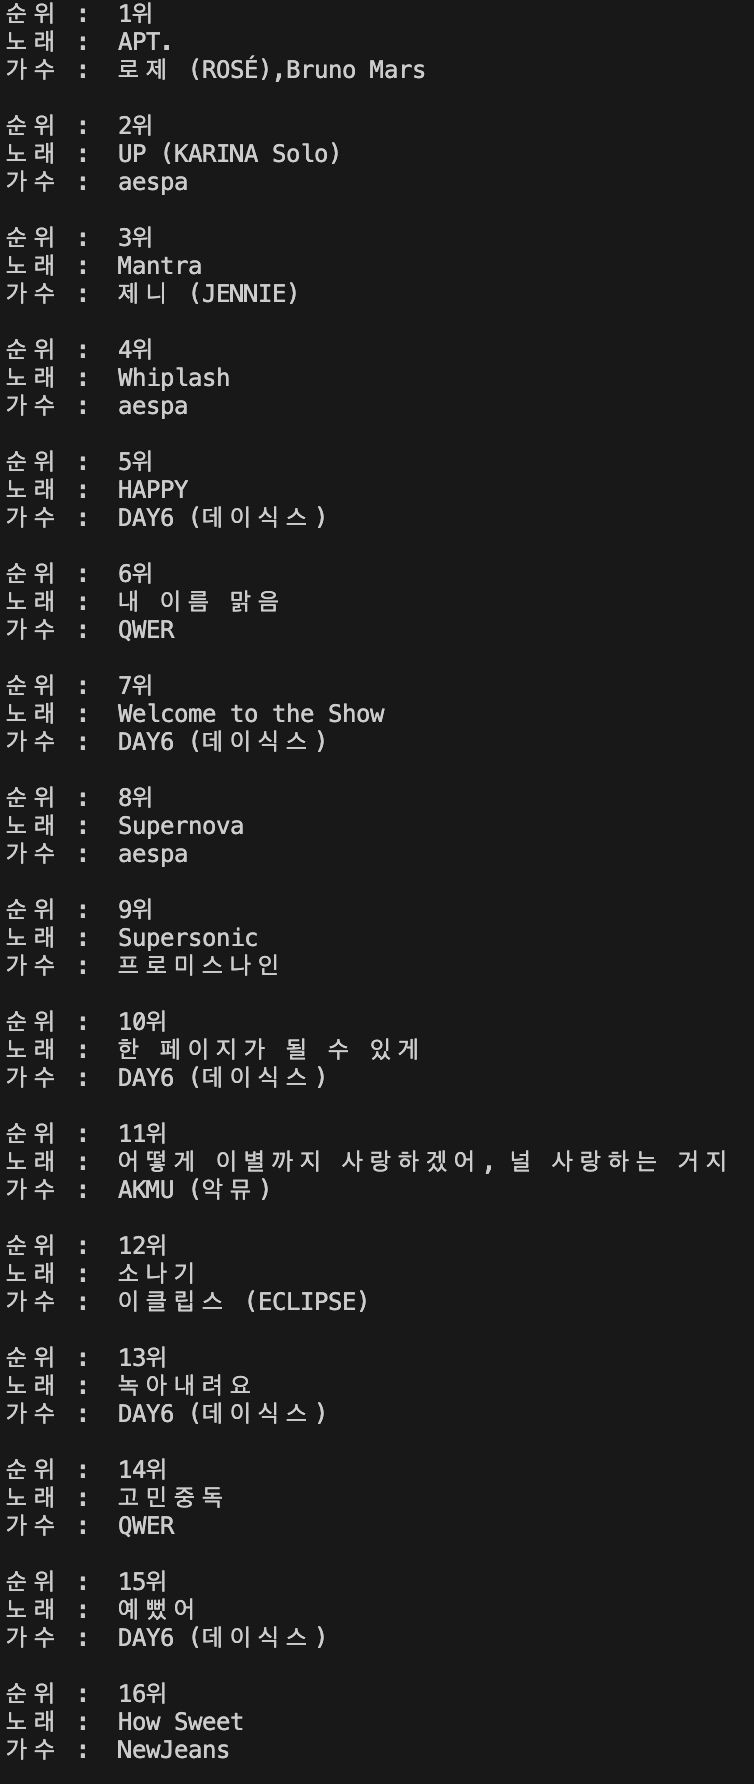 순위 : 1위
노래 : APT.
가수 : 로제 (ROSÉ),Bruno Mars
순위 : 2위
노래 : UP (KARINA Solo)
가수 : aespa
순위 : 3위
노래 : Mantra
가수 : 제니 (JENNIE)
순위 : 4위
노래 : Whiplash
가수 : aespa
순위 : 5위
노래 : HAPPY
가수 : DAY6 (데이식스)
순위 : 6위
노래 : 내 이름 맑음
가수 : QWER
순위 : 7위
노래 : Welcome to the Show
가수 : DAY6 (데이식스)
순위 : 8위
노래 : Supernova
가수 : aespa
순위 : 9위
노래 : Supersonic
가수 : 프로미스나인
순위 : 10위
노래 : 한 페이지가 될 수 있게
가수 : DAY6 (데이식스)
순위 : 11위
노래 : 어떻게 이별까지 사랑하겠어, 널 사랑하는 거지
가수 : AKMU (악뮤)
순위 : 12위
노래 : 소나기
가수 : 이클립스 (ECLIPSE)
순위 : 13위
노래 : 녹아내려요
가수 : DAY6 (데이식스)
순위 : 14위
노래 : 고민중독
가수 : QWER
순위 : 15위
노래 : 예뻤어
가수 : DAY6 (데이식스)
순위 : 16위
노래 : How Sweet
가수 : NewJeans